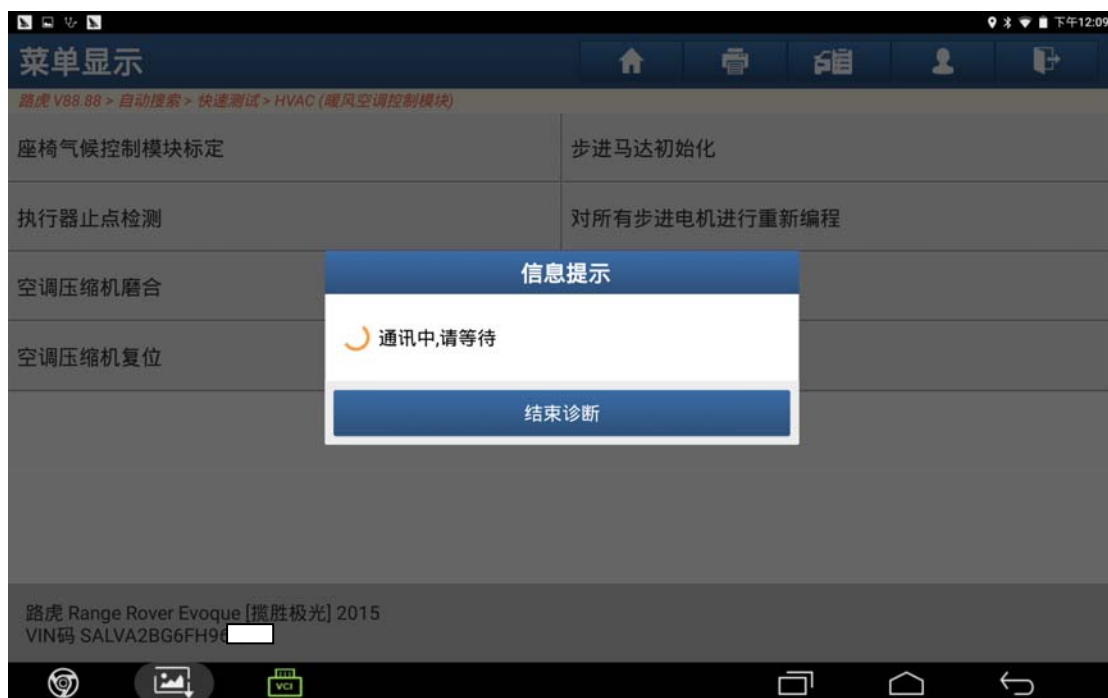 下午12:09
菜单显示
路虎 V88.88 > 自动搜索 > 快速测试 > HVAC (暖风空调控制模块)
座椅气候控制模块标定
步进马达初始化
执行器止点检测
对所有步进电机进行重新编程
空调压缩机磨合
空调压缩机复位
信息提示
通讯中,请等待
结束诊断
路虎 Range Rover Evoque [揽胜极光] 2015
VIN码 SALVA2BG6FH96
VCI